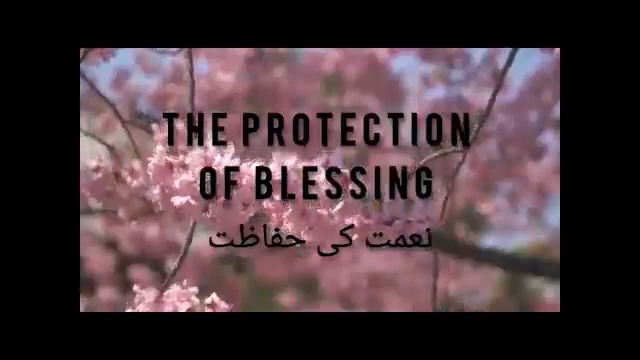 THE PROTECTION
OF BLESSING
نعمت کی حفاظت